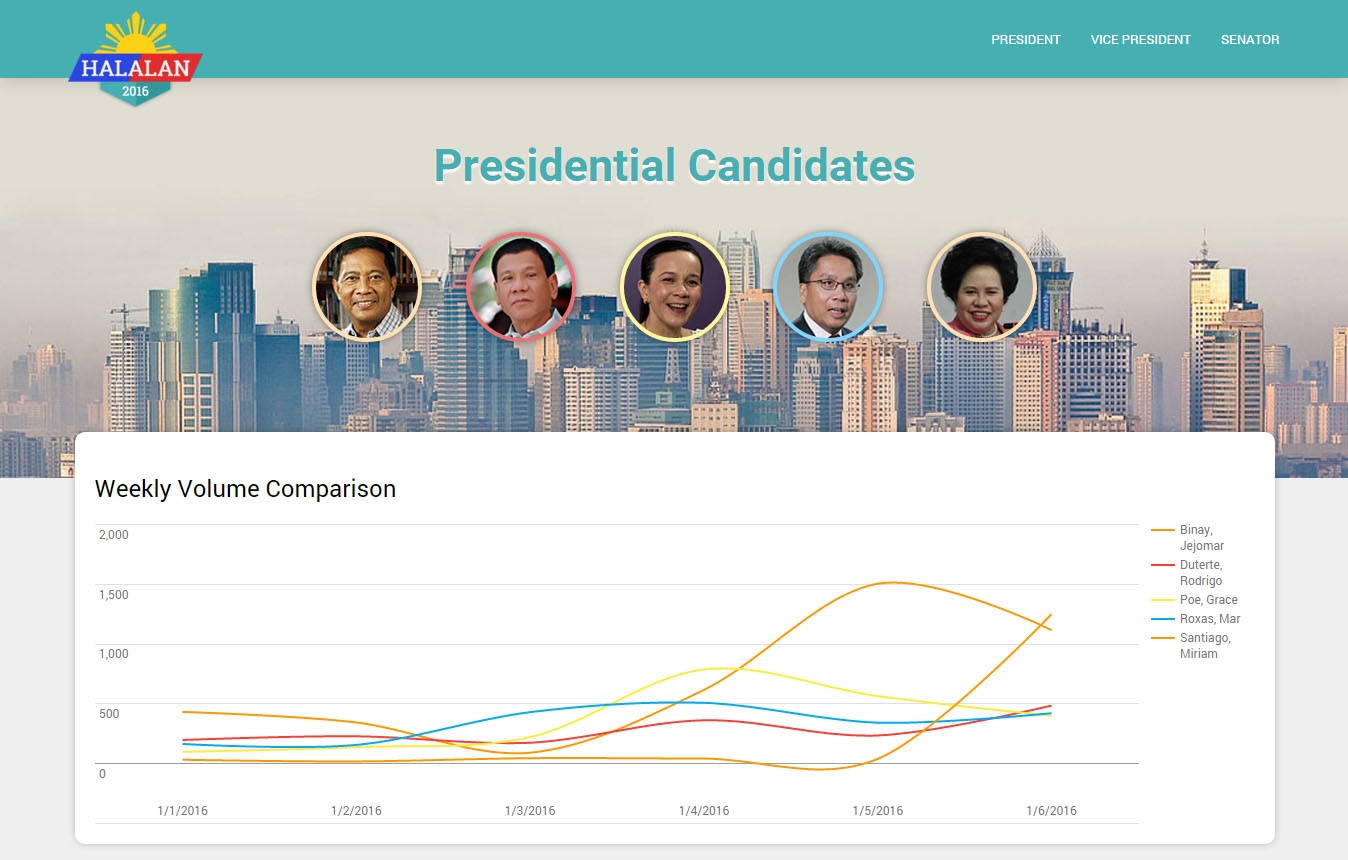 HALALAN
2016
PRESIDENT VICE PRESIDENT SENATOR
Presidential Candidates
Weekly Volume Comparison
2,000
1,500
1,000
500
0
1/1/2016 1/2/2016 1/3/2016 1/4/2016 1/5/2016 1/6/2016
Binay,
Jejomar
Duterte,
Rodrigo
Poe, Grace
Roxas, Mar
Santiago,
Miriam